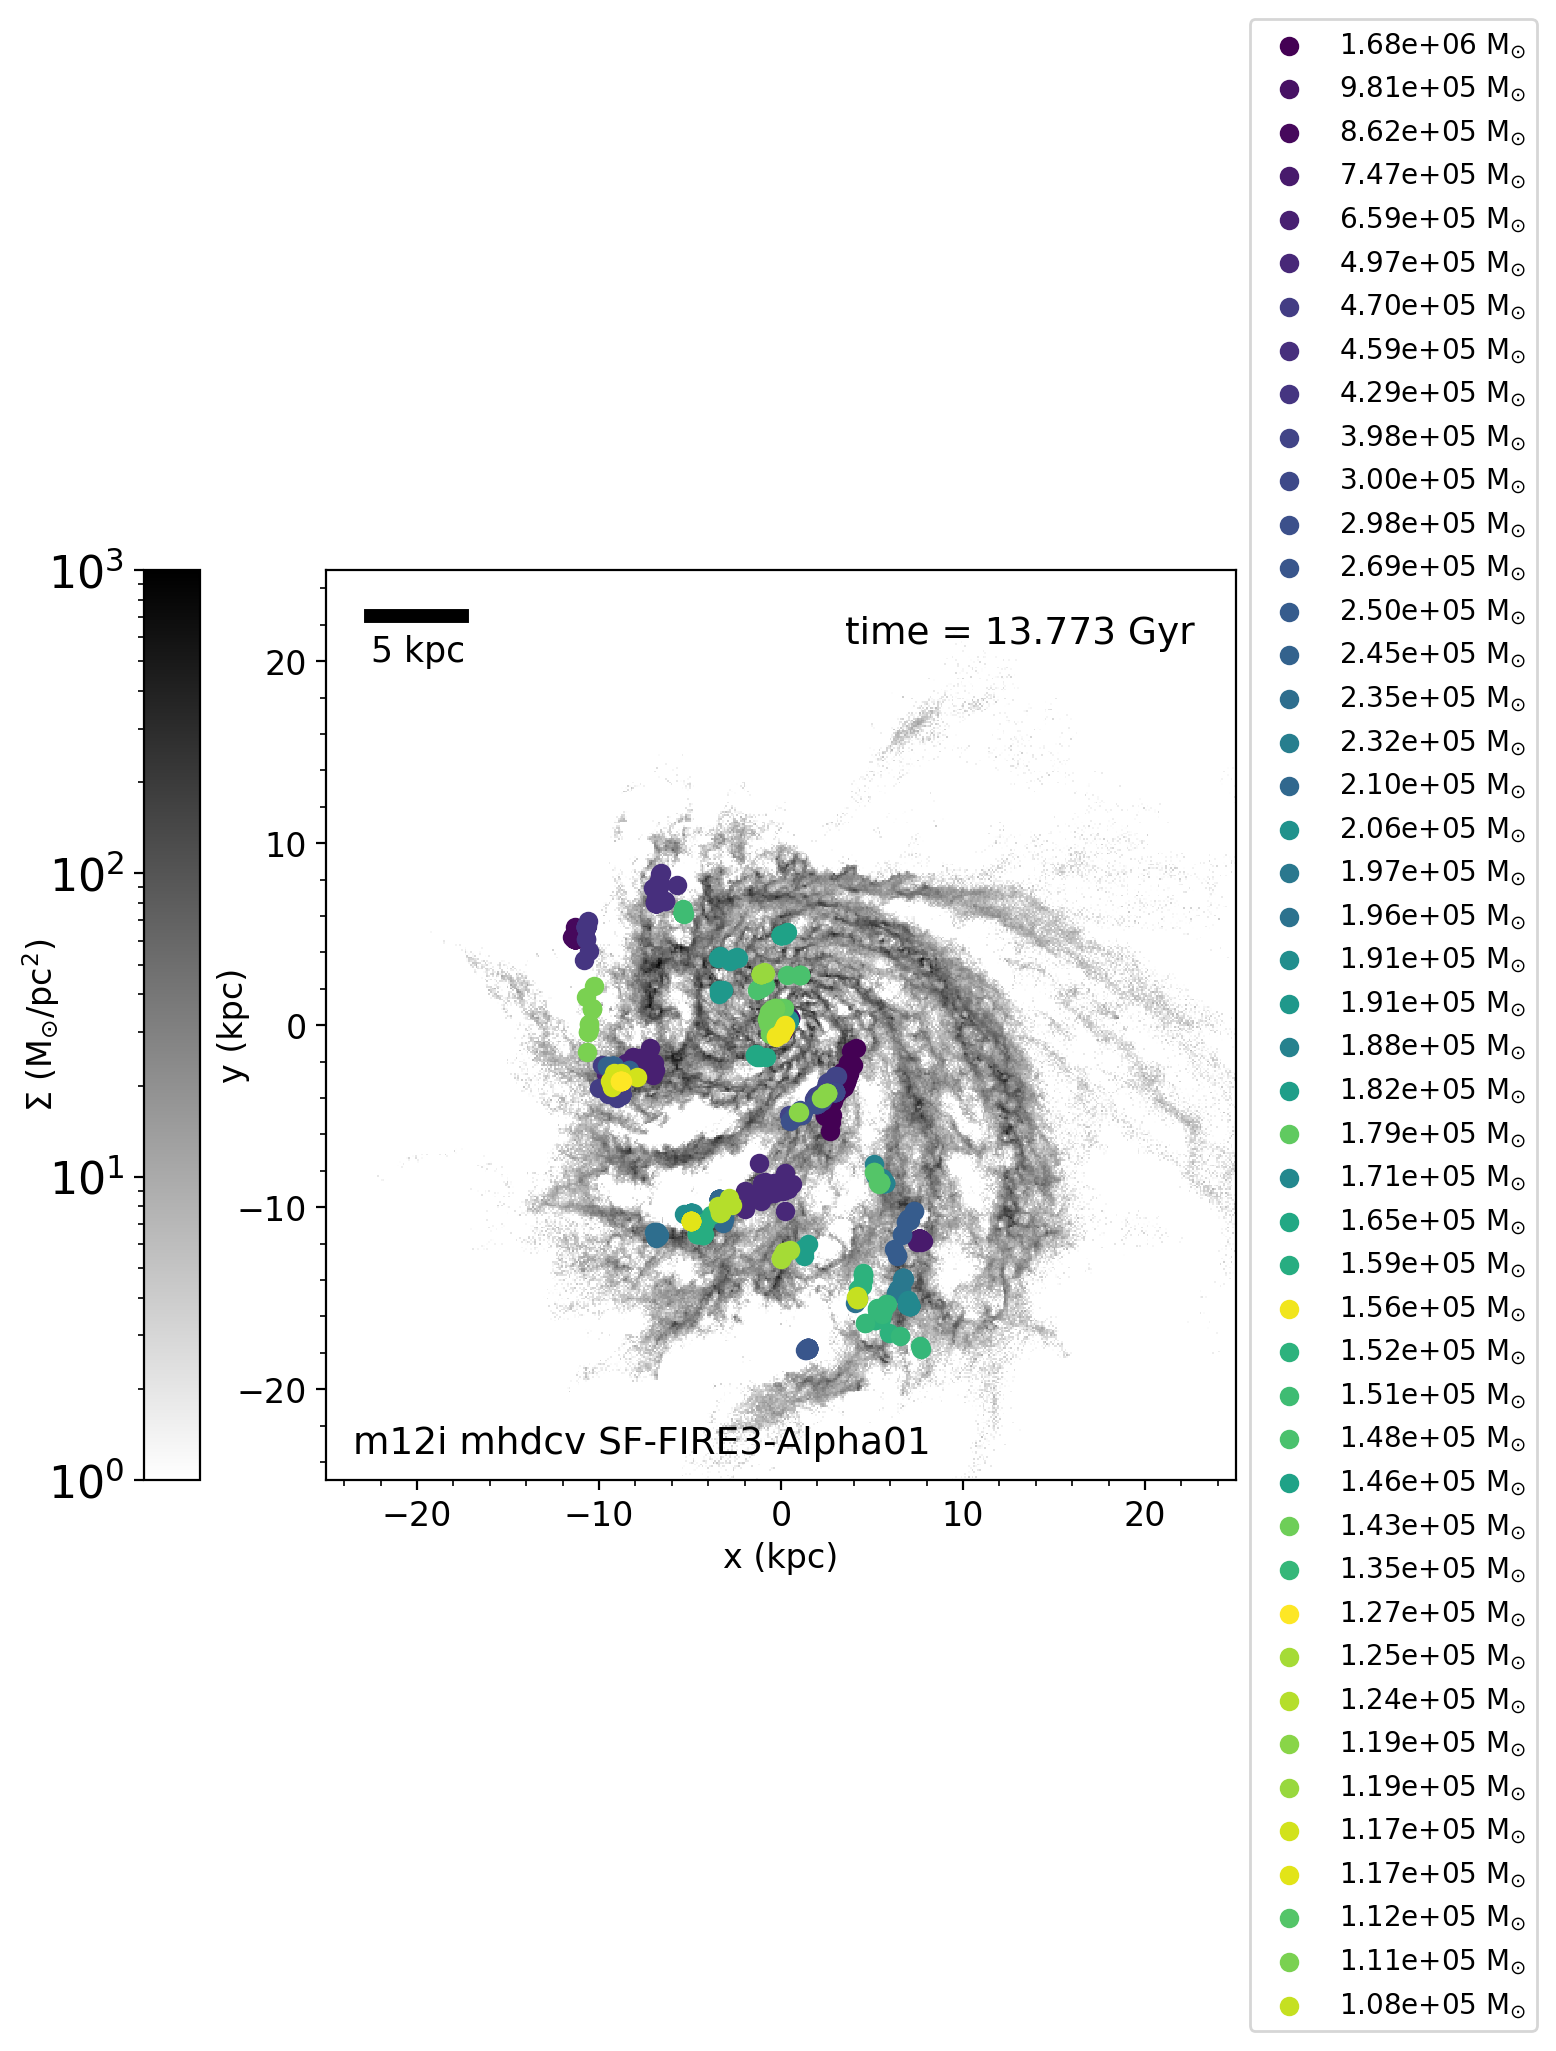 10³
10²
10¹
10⁰
Σ (M☉/pc²)
y (kpc)
20
10
0
−10
−20
5 kpc
time = 13.773 Gyr
m12i mhdcv SF-FIRE3-Alpha01
−20 −10 0 10 20
x (kpc)
1.68e+06 M☉
9.81e+05 M☉
8.62e+05 M☉
7.47e+05 M☉
6.59e+05 M☉
4.97e+05 M☉
4.70e+05 M☉
4.59e+05 M☉
4.29e+05 M☉
3.98e+05 M☉
3.00e+05 M☉
2.98e+05 M☉
2.69e+05 M☉
2.50e+05 M☉
2.45e+05 M☉
2.35e+05 M☉
2.32e+05 M☉
2.10e+05 M☉
2.06e+05 M☉
1.97e+05 M☉
1.96e+05 M☉
1.91e+05 M☉
1.91e+05 M☉
1.88e+05 M☉
1.82e+05 M☉
1.79e+05 M☉
1.71e+05 M☉
1.65e+05 M☉
1.59e+05 M☉
1.56e+05 M☉
1.52e+05 M☉
1.51e+05 M☉
1.48e+05 M☉
1.46e+05 M☉
1.43e+05 M☉
1.35e+05 M☉
1.27e+05 M☉
1.25e+05 M☉
1.24e+05 M☉
1.19e+05 M☉
1.19e+05 M☉
1.17e+05 M☉
1.17e+05 M☉
1.12e+05 M☉
1.11e+05 M☉
1.08e+05 M☉